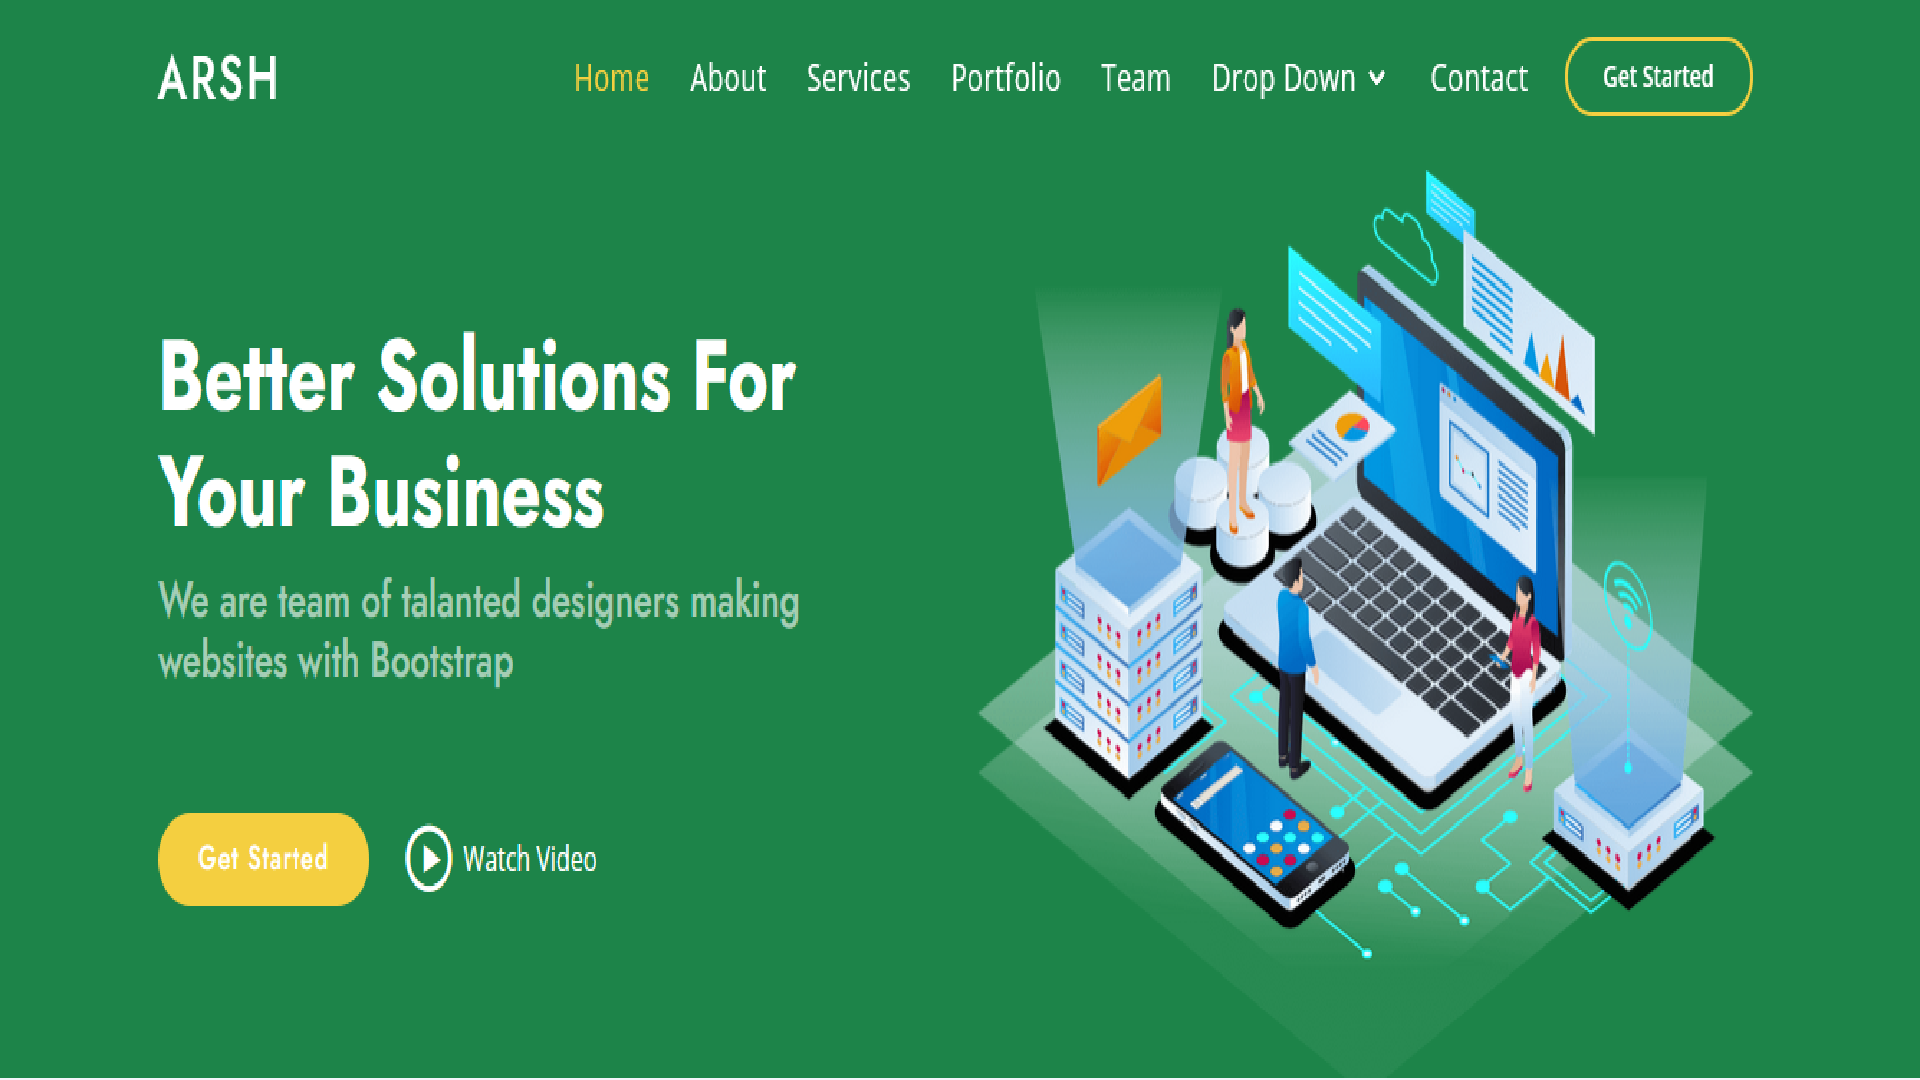 ARSH
Home About Services Portfolio Team Drop Down Contact Get Started
Better Solutions For
Your Business
We are team of talanted designers making
websites with Bootstrap
Get Started Watch Video